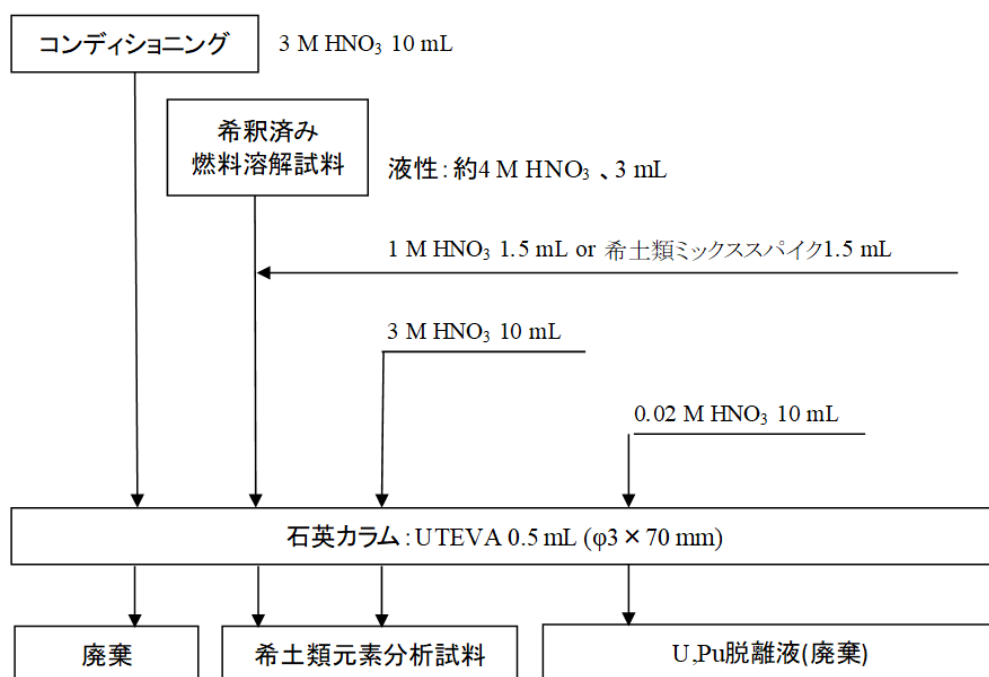 コンディショニング
3 M HNO₃ 10 mL
希釈済み
燃料溶解試料
液性：約4 M HNO₃ 、3 mL
1 M HNO₃ 1.5 mL or 希土類ミックススパイク1.5 mL
3 M HNO₃ 10 mL
0.02 M HNO₃ 10 mL
石英カラム：UTEVA 0.5 mL (φ3×70 mm)
廃棄
希土類元素分析試料
U,Pu脱離液(廃棄)